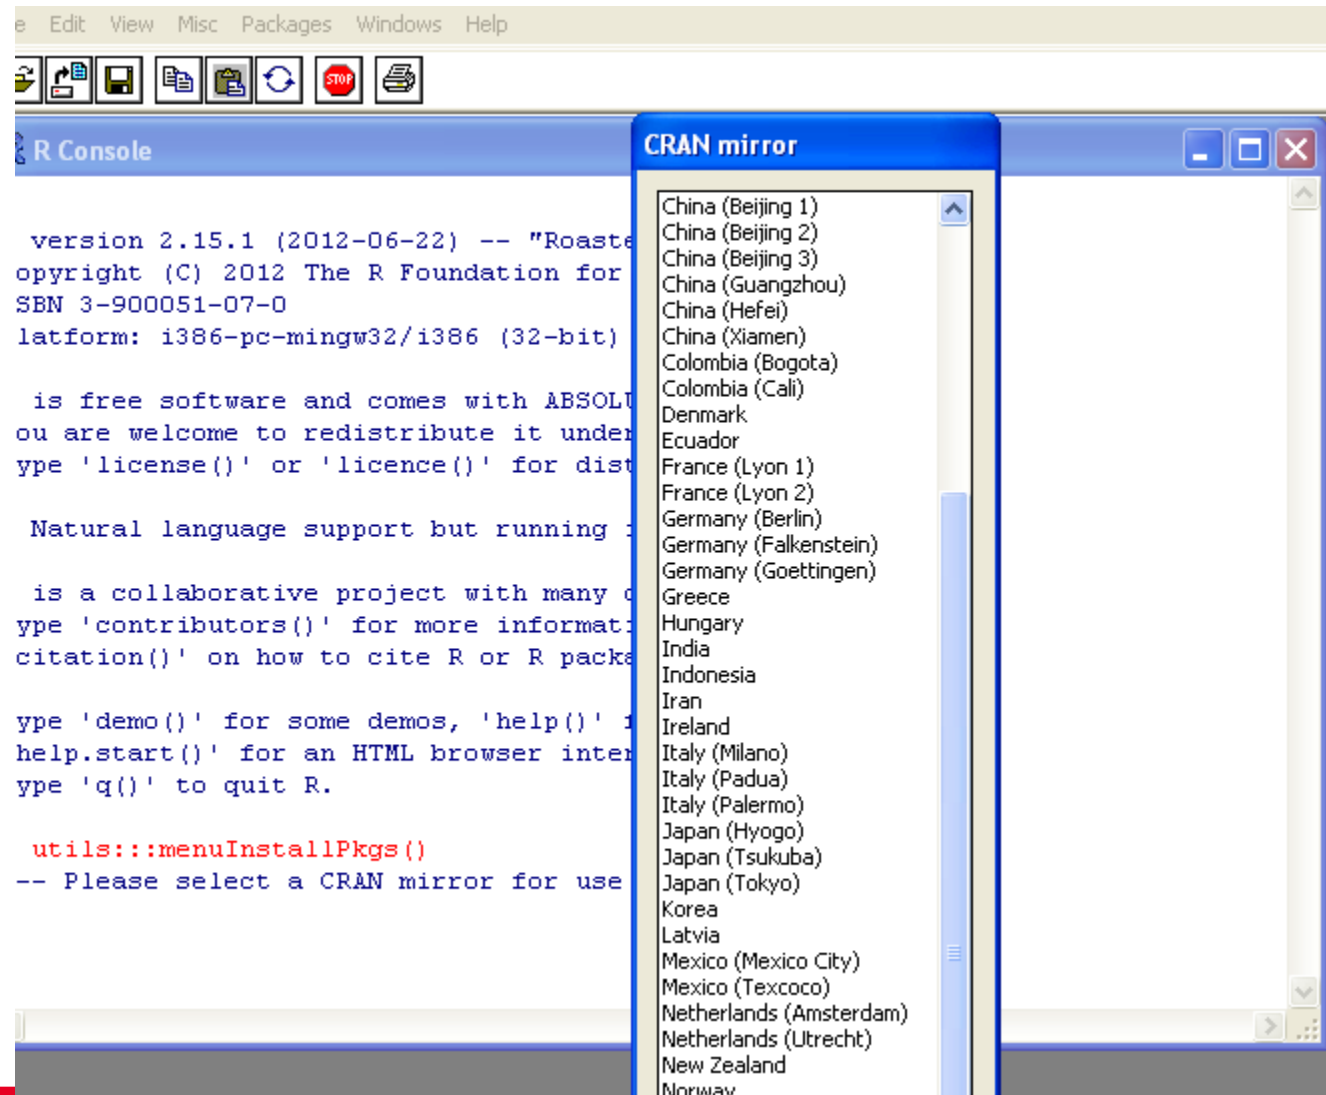 e Edit View Misc Packages Windows Help
STOP
R Console
version 2.15.1 (2012-06-22) -- "Roaste
opyright (C) 2012 The R Foundation for
SBN 3-900051-07-0
latform: i386-pc-mingw32/i386 (32-bit)
is free software and comes with ABSOLU
ou are welcome to redistribute it under
ype 'license()' or 'licence()' for dist
Natural language support but running i
is a collaborative project with many c
ype 'contributors()' for more informati
citation()' on how to cite R or R packa
ype 'demo()' for some demos, 'help()' f
help.start()' for an HTML browser inter
ype 'q()' to quit R.
utils:::menuInstallPkgs()
-- Please select a CRAN mirror for use
CRAN mirror
China (Beijing 1)
China (Beijing 2)
China (Beijing 3)
China (Guangzhou)
China (Hefei)
China (Xiamen)
Colombia (Bogota)
Colombia (Cali)
Denmark
Ecuador
France (Lyon 1)
France (Lyon 2)
Germany (Berlin)
Germany (Falkenstein)
Germany (Goettingen)
Greece
Hungary
India
Indonesia
Iran
Ireland
Italy (Milano)
Italy (Padua)
Italy (Palermo)
Japan (Hyogo)
Japan (Tsukuba)
Japan (Tokyo)
Korea
Latvia
Mexico (Mexico City)
Mexico (Texcoco)
Netherlands (Amsterdam)
Netherlands (Utrecht)
New Zealand
Norway